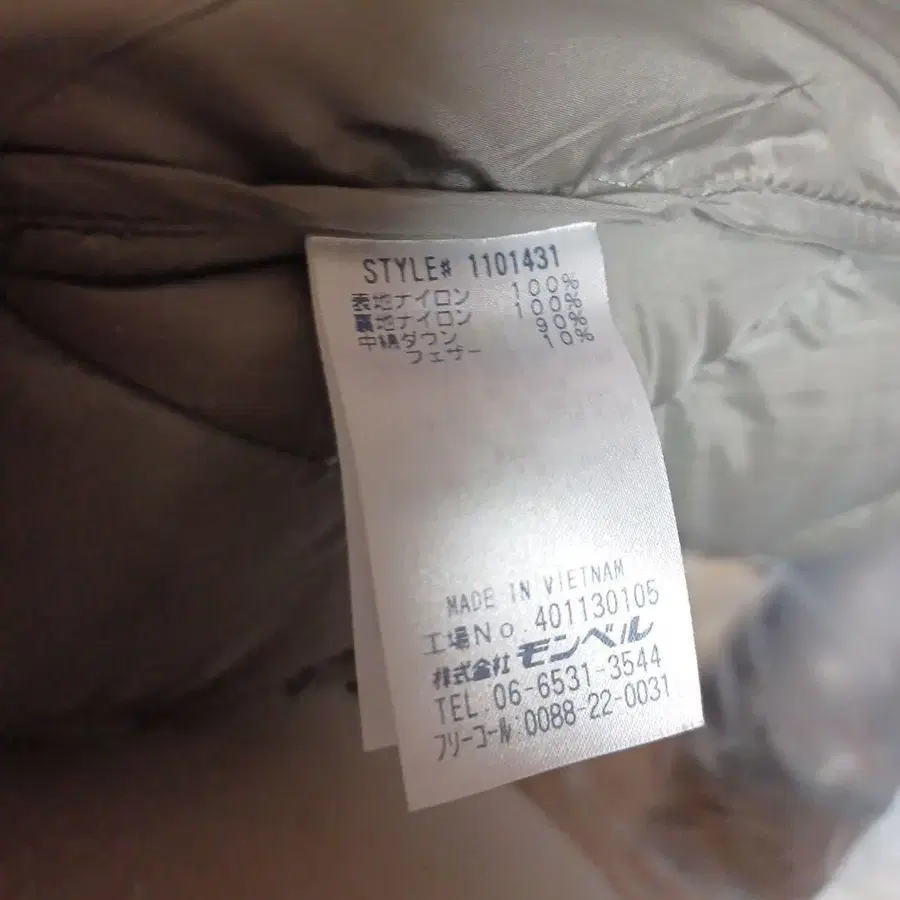 STYLE# 1101431
表地ナイロン 100%
裏地ナイロン 100%
中綿ダウン 90%
フェザー 10%
MADE IN VIETNAM
工場No.401130105
株式会社モンベル
TEL.06-6531-3544
フリーコール:0088-22-0031